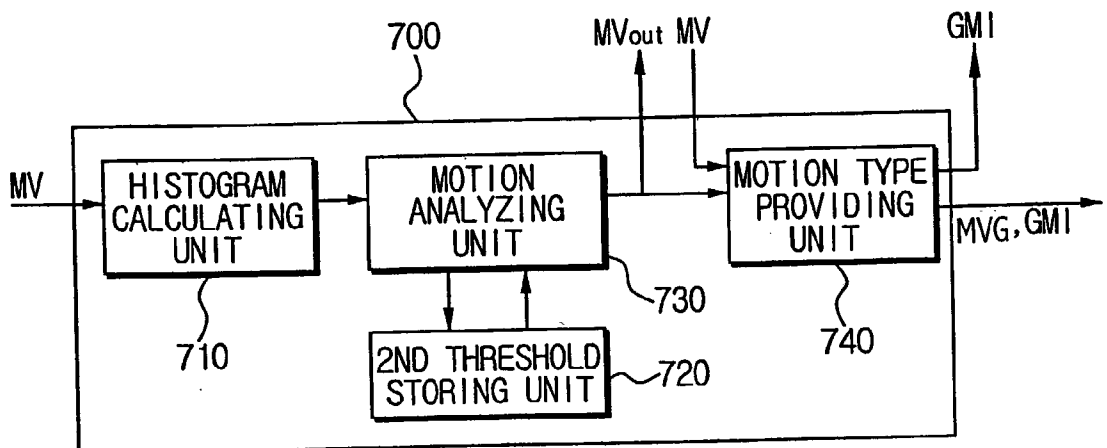 700
MVout MV
GMI
MV
HISTOGRAM
CALCULATING
UNIT
MOTION
ANALYZING
UNIT
MOTION TYPE
PROVIDING
UNIT
MVG, GMI
710
730
740
2ND THRESHOLD
STORING UNIT
720